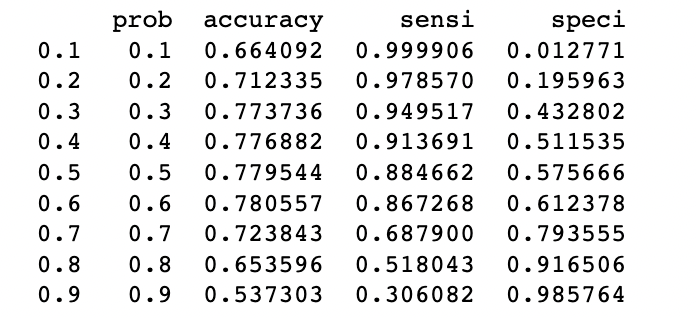 prob accuracy sensi speci
0.1 0.1 0.664092 0.999906 0.012771
0.2 0.2 0.712335 0.978570 0.195963
0.3 0.3 0.773736 0.949517 0.432802
0.4 0.4 0.776882 0.913691 0.511535
0.5 0.5 0.779544 0.884662 0.575666
0.6 0.6 0.780557 0.867268 0.612378
0.7 0.7 0.723843 0.687900 0.793555
0.8 0.8 0.653596 0.518043 0.916506
0.9 0.9 0.537303 0.306082 0.985764